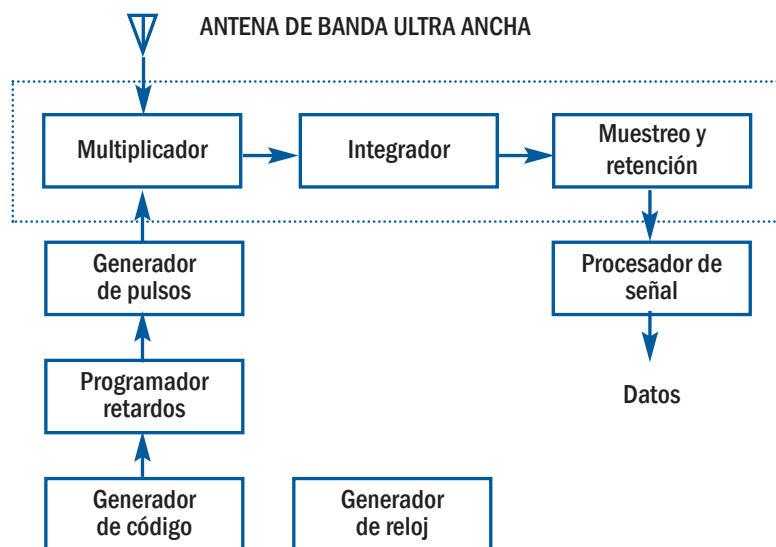 ANTENA DE BANDA ULTRA ANCHA
Multiplicador
Integrador
Muestreo y
retención
Generador
de pulsos
Procesador de
señal
Programador
retardos
Datos
Generador
de código
Generador
de reloj